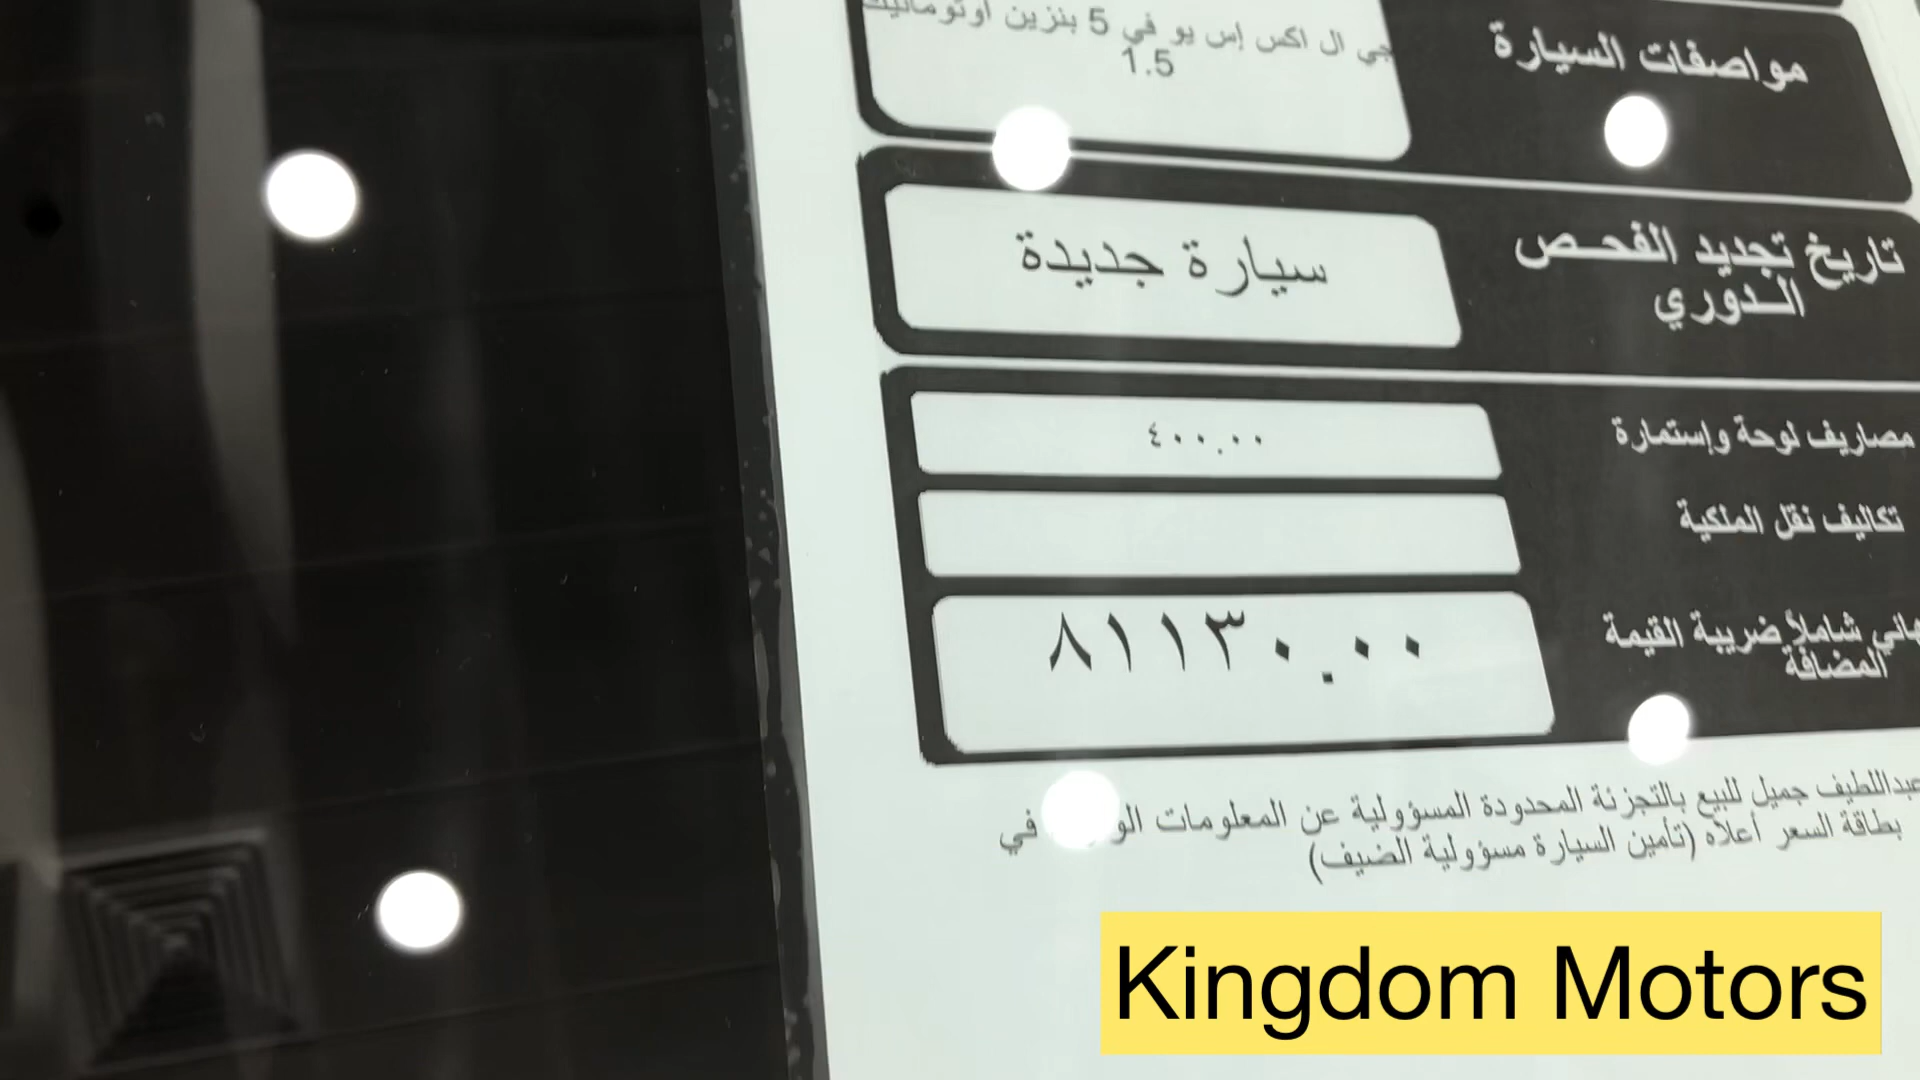 مواصفات السيارة
جي ال اكس إس يو في 5 بنزين اوتوماتيك
1.5
تاريخ تجديد الفحص
الدوري
سيارة جديدة
مصاريف لوحة وإستمارة
٤٠٠.٠٠
تكاليف نقل الملكية
شاملاً ضريبة القيمة
المضافة
٨١١٣٠.٠٠
عبداللطيف جميل للبيع بالتجزئة المحدودة المسؤولية عن المعلومات في
بطاقة السعر أعلاه (تأمين السيارة مسؤولية الضيف)
Kingdom Motors